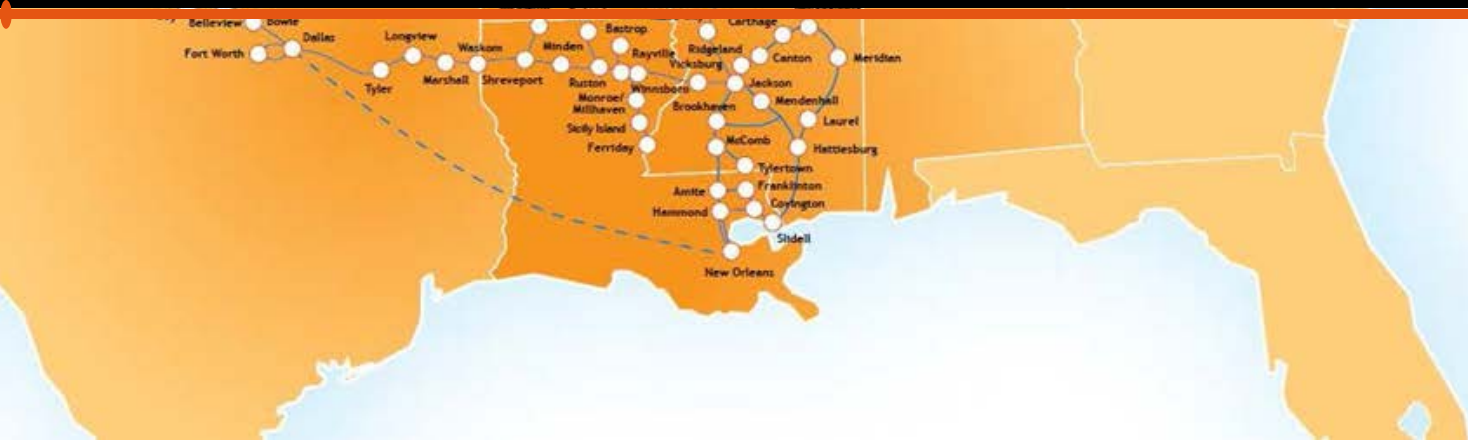 Belleview
Bowie
Carthage
Bastrop
Dallas
Longview
Fort Worth
Waskom
Minden
Rayville
Ridgeland
Vicksburg
Canton
Meridian
Marshall
Shreveport
Ruston
Winnsboro
Jackson
Tyler
Monroe/
Millhaven
Brookhaven
Mendenhall
Sicily Island
Laurel
Ferriday
McComb
Hattiesburg
Tylertown
Amite
Franklinton
Hammond
Covington
Slidell
New Orleans